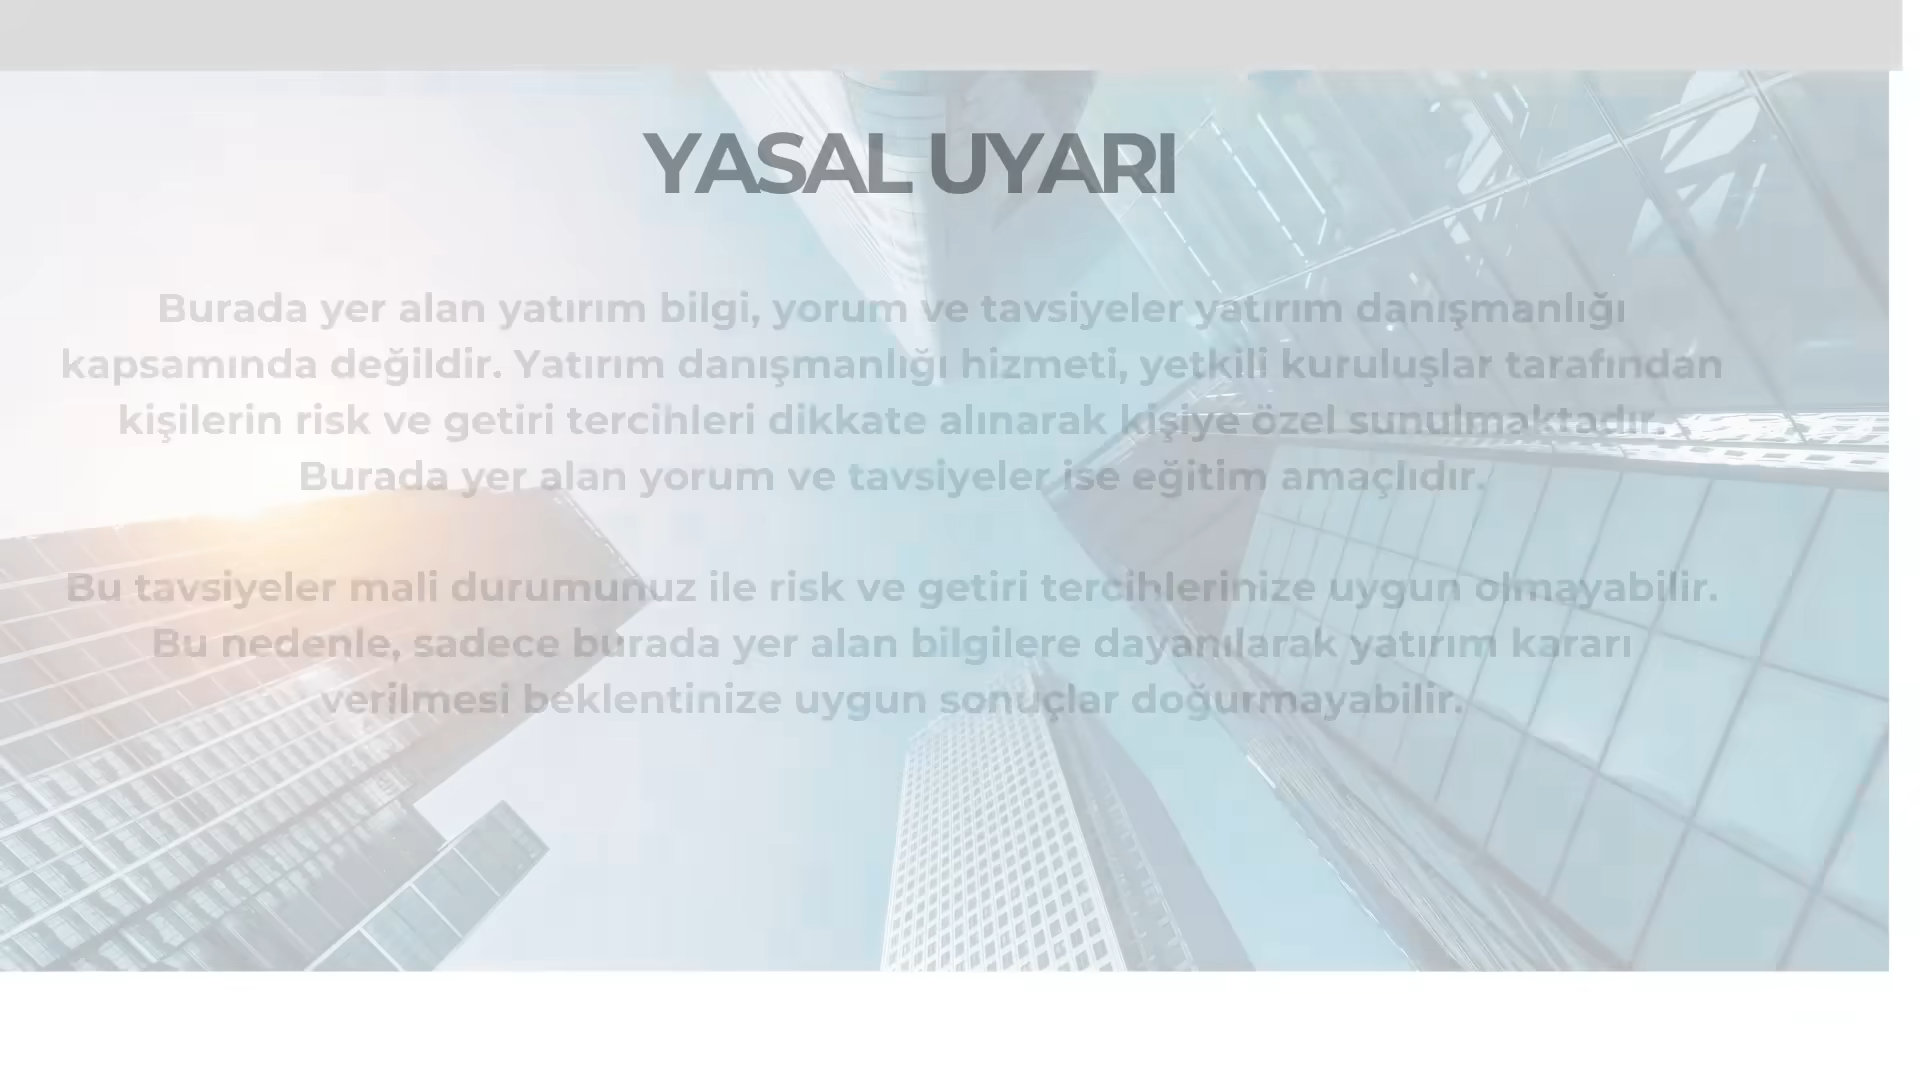 YASAL UYARI
Burada yer alan yatırım bilgi, yorum ve tavsiyeler yatırım danışmanlığı
kapsamında değildir. Yatırım danışmanlığı hizmeti, yetkili kuruluşlar tarafından
kişilerin risk ve getiri tercihleri dikkate alınarak kişiye özel sunulmaktadır.
Burada yer alan yorum ve tavsiyeler ise eğitim amaçlıdır.
Bu tavsiyeler mali durumunuz ile risk ve getiri tercihlerinize uygun olmayabilir.
Bu nedenle, sadece burada yer alan bilgilere dayanılarak yatırım kararı
verilmesi beklentinize uygun sonuçlar doğurmayabilir.